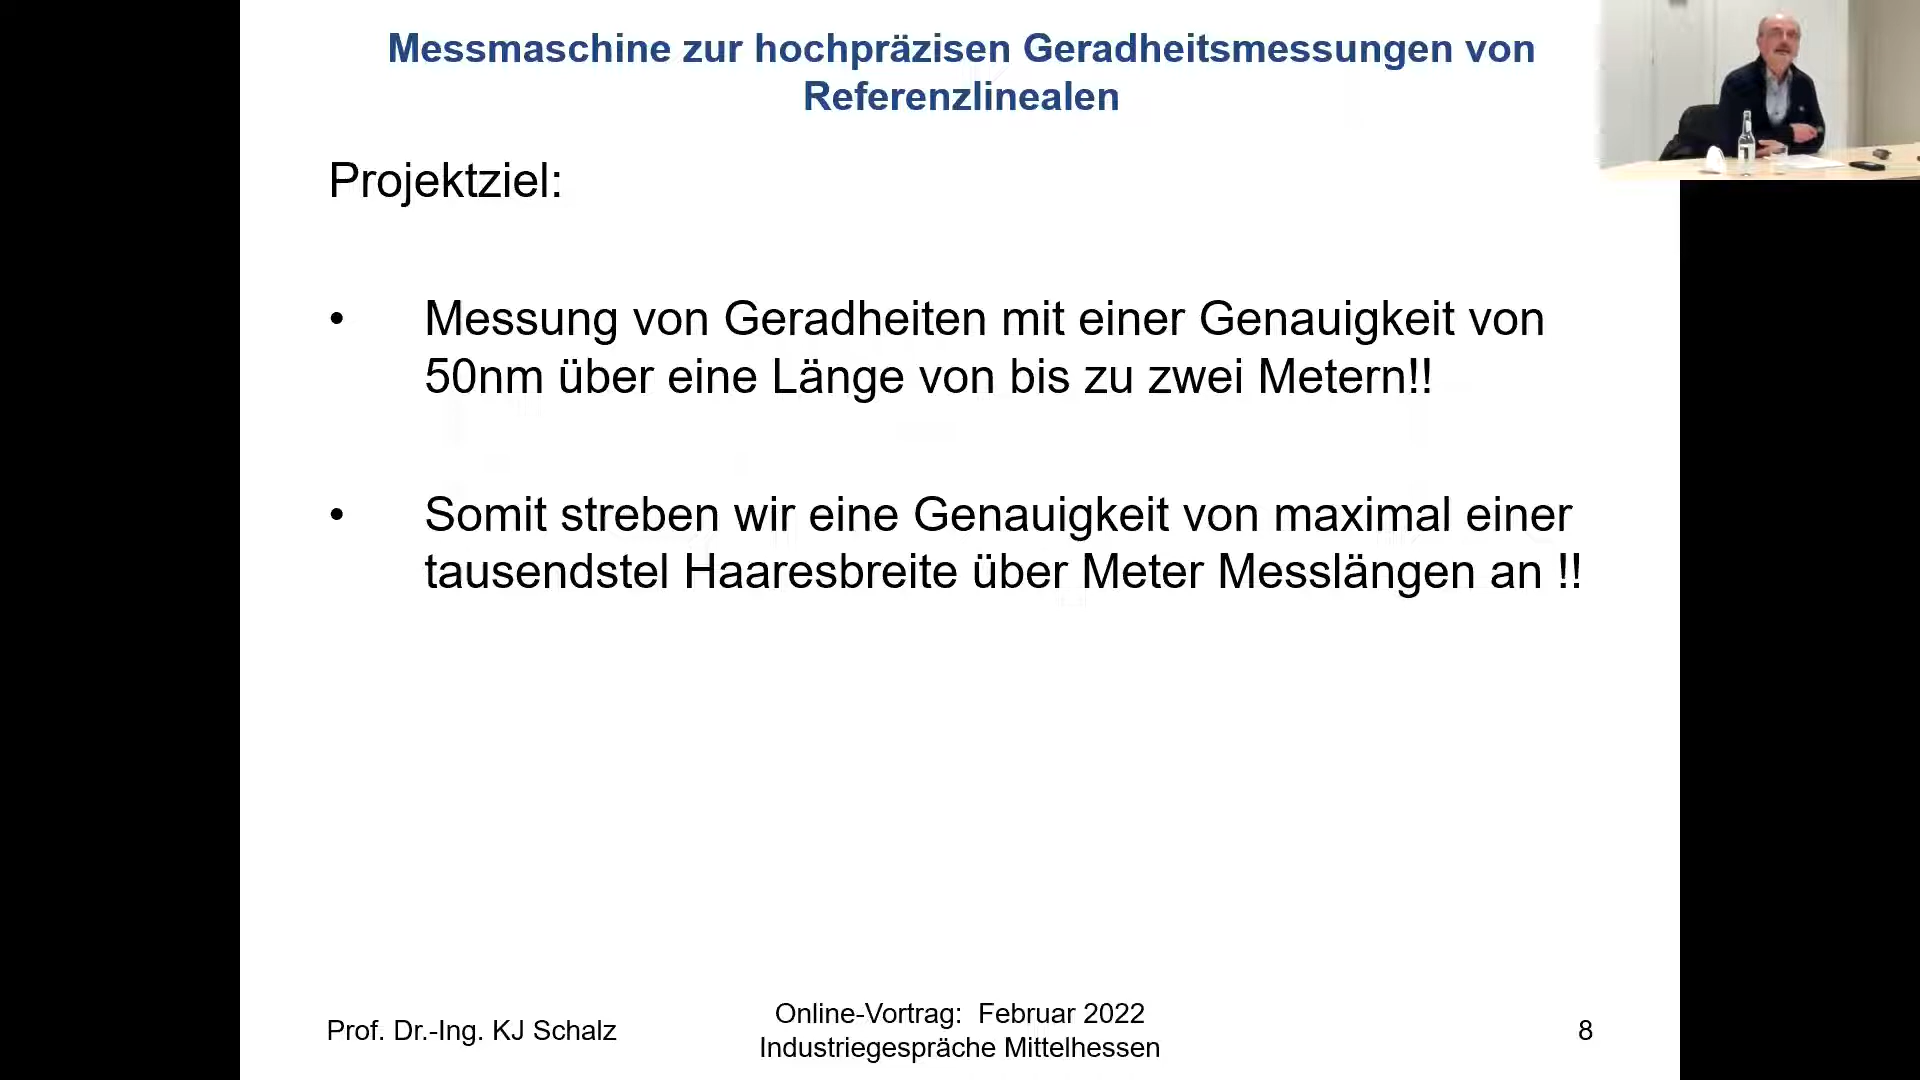 Messmaschine zur hochpräzisen Geradheitsmessungen von
Referenzlinealen
Projektziel:
• Messung von Geradheiten mit einer Genauigkeit von
50nm über eine Länge von bis zu zwei Metern!!
• Somit streben wir eine Genauigkeit von maximal einer
tausendstel Haaresbreite über Meter Messlängen an !!
Prof. Dr.-Ing. KJ Schalz
Online-Vortrag: Februar 2022
Industriegespräche Mittelhessen
8